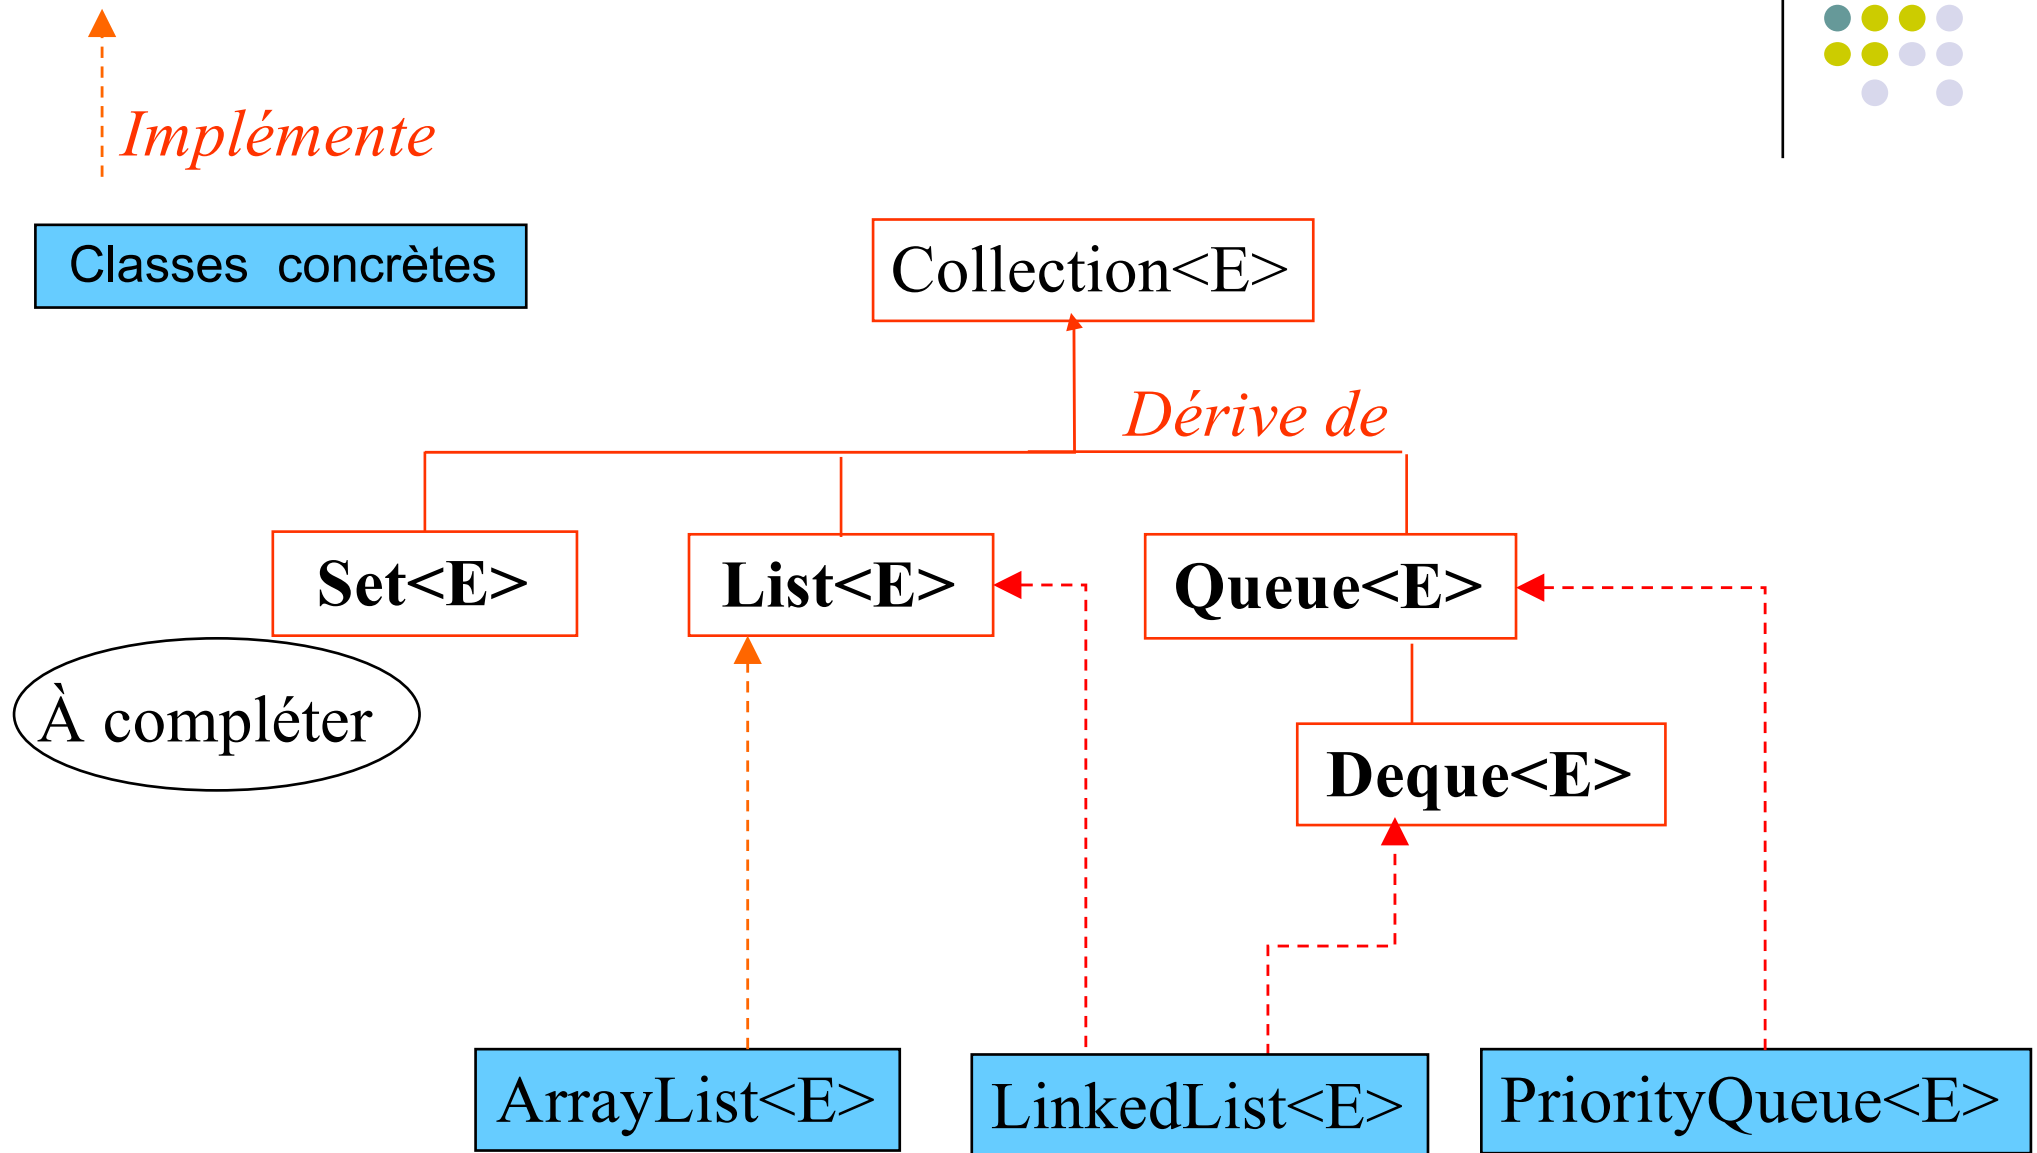 Implémente
Classes concrètes
Collection<E>
Dérive de
Set<E>
List<E>
Queue<E>
À compléter
Deque<E>
ArrayList<E>
LinkedList<E>
PriorityQueue<E>